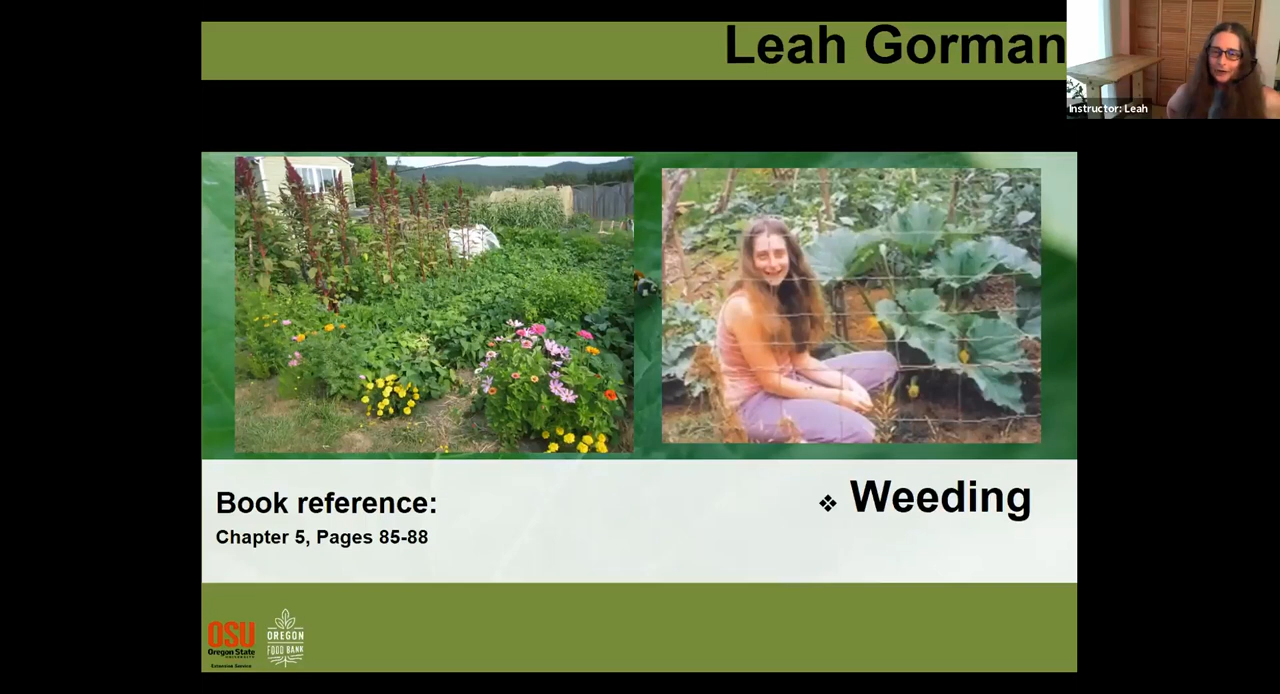 Leah Gorman
Instructor: Leah
Book reference:
Chapter 5, Pages 85-88
❖ Weeding
OSU
Oregon State
UNIVERSITY
Extension Service
OREGON
FOOD BANK